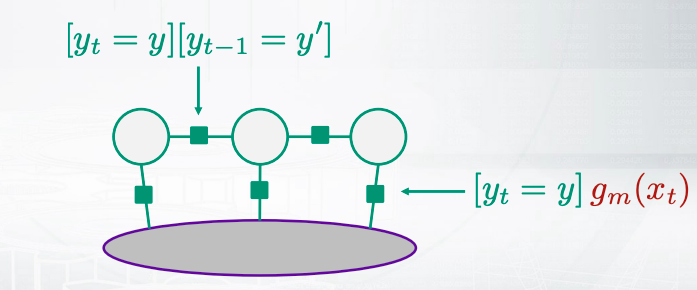 [y_t = y][y_{t-1} = y']
[y_t = y] g_m(x_t)